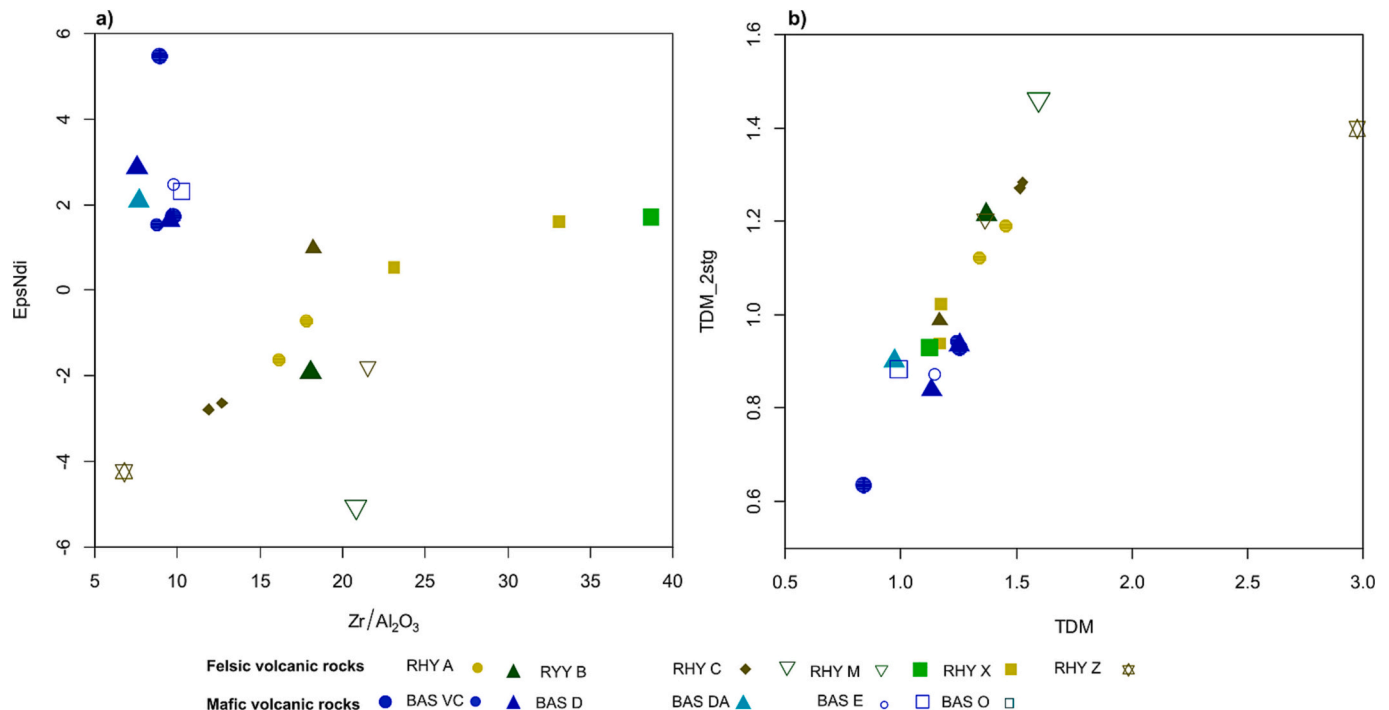 a)
6
4
2
0
-2
-4
-6
EpsNdi
5 10 15 20 25 30 35 40
Zr/Al₂O₃
b)
1.6
1.4
1.2
1.0
0.8
0.6
TDM_2stg
0.5 1.0 1.5 2.0 2.5 3.0
TDM
Felsic volcanic rocks RHY A RYY B RHY C RHY M RHY X RHY Z
Mafic volcanic rocks BAS VC BAS D BAS DA BAS E BAS O